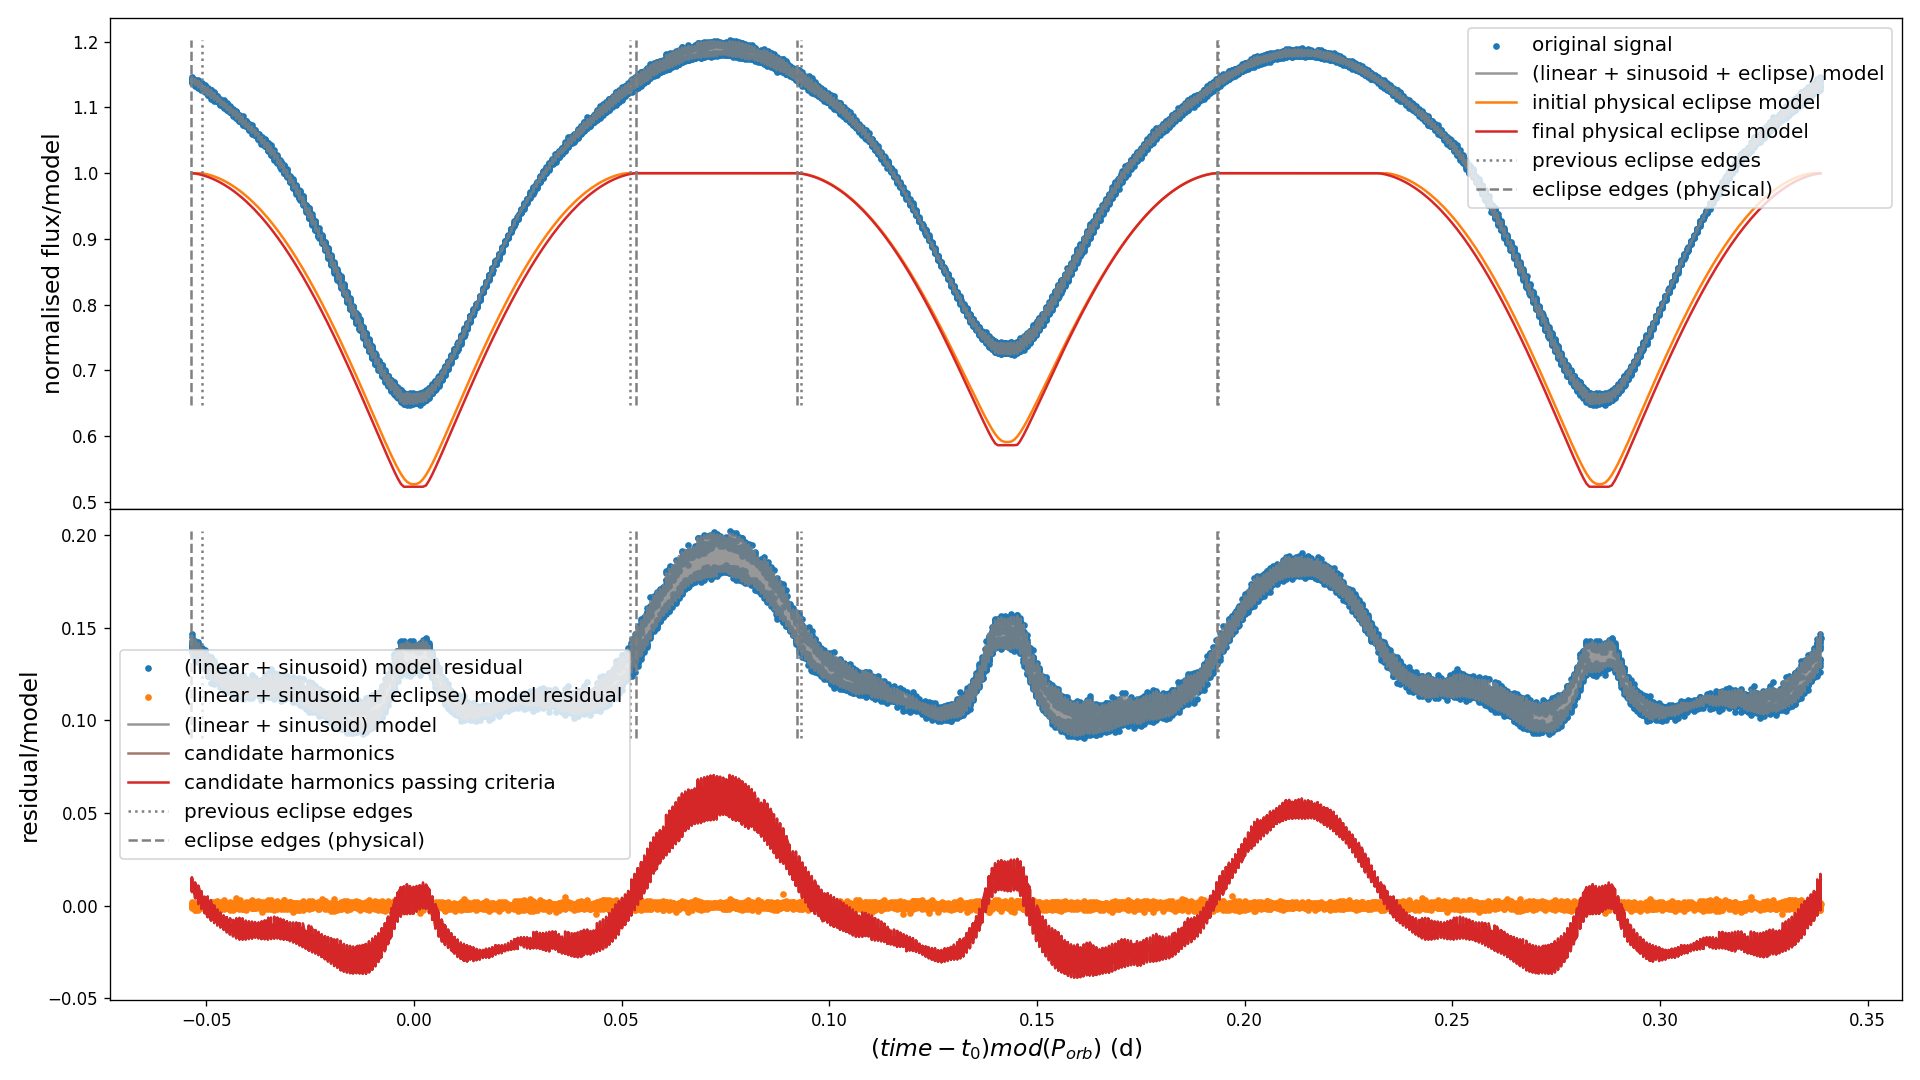 normalised flux/model
1.2
1.1
1.0
0.9
0.8
0.7
0.6
0.5
original signal
(linear + sinusoid + eclipse) model
initial physical eclipse model
final physical eclipse model
previous eclipse edges
eclipse edges (physical)
residual/model
0.20
0.15
0.10
0.05
0.00
−0.05
(linear + sinusoid) model residual
(linear + sinusoid + eclipse) model residual
(linear + sinusoid) model
candidate harmonics
candidate harmonics passing criteria
previous eclipse edges
eclipse edges (physical)
−0.05 0.00 0.05 0.10 0.15 0.20 0.25 0.30 0.35
(time − t₀)mod(P_orb) (d)